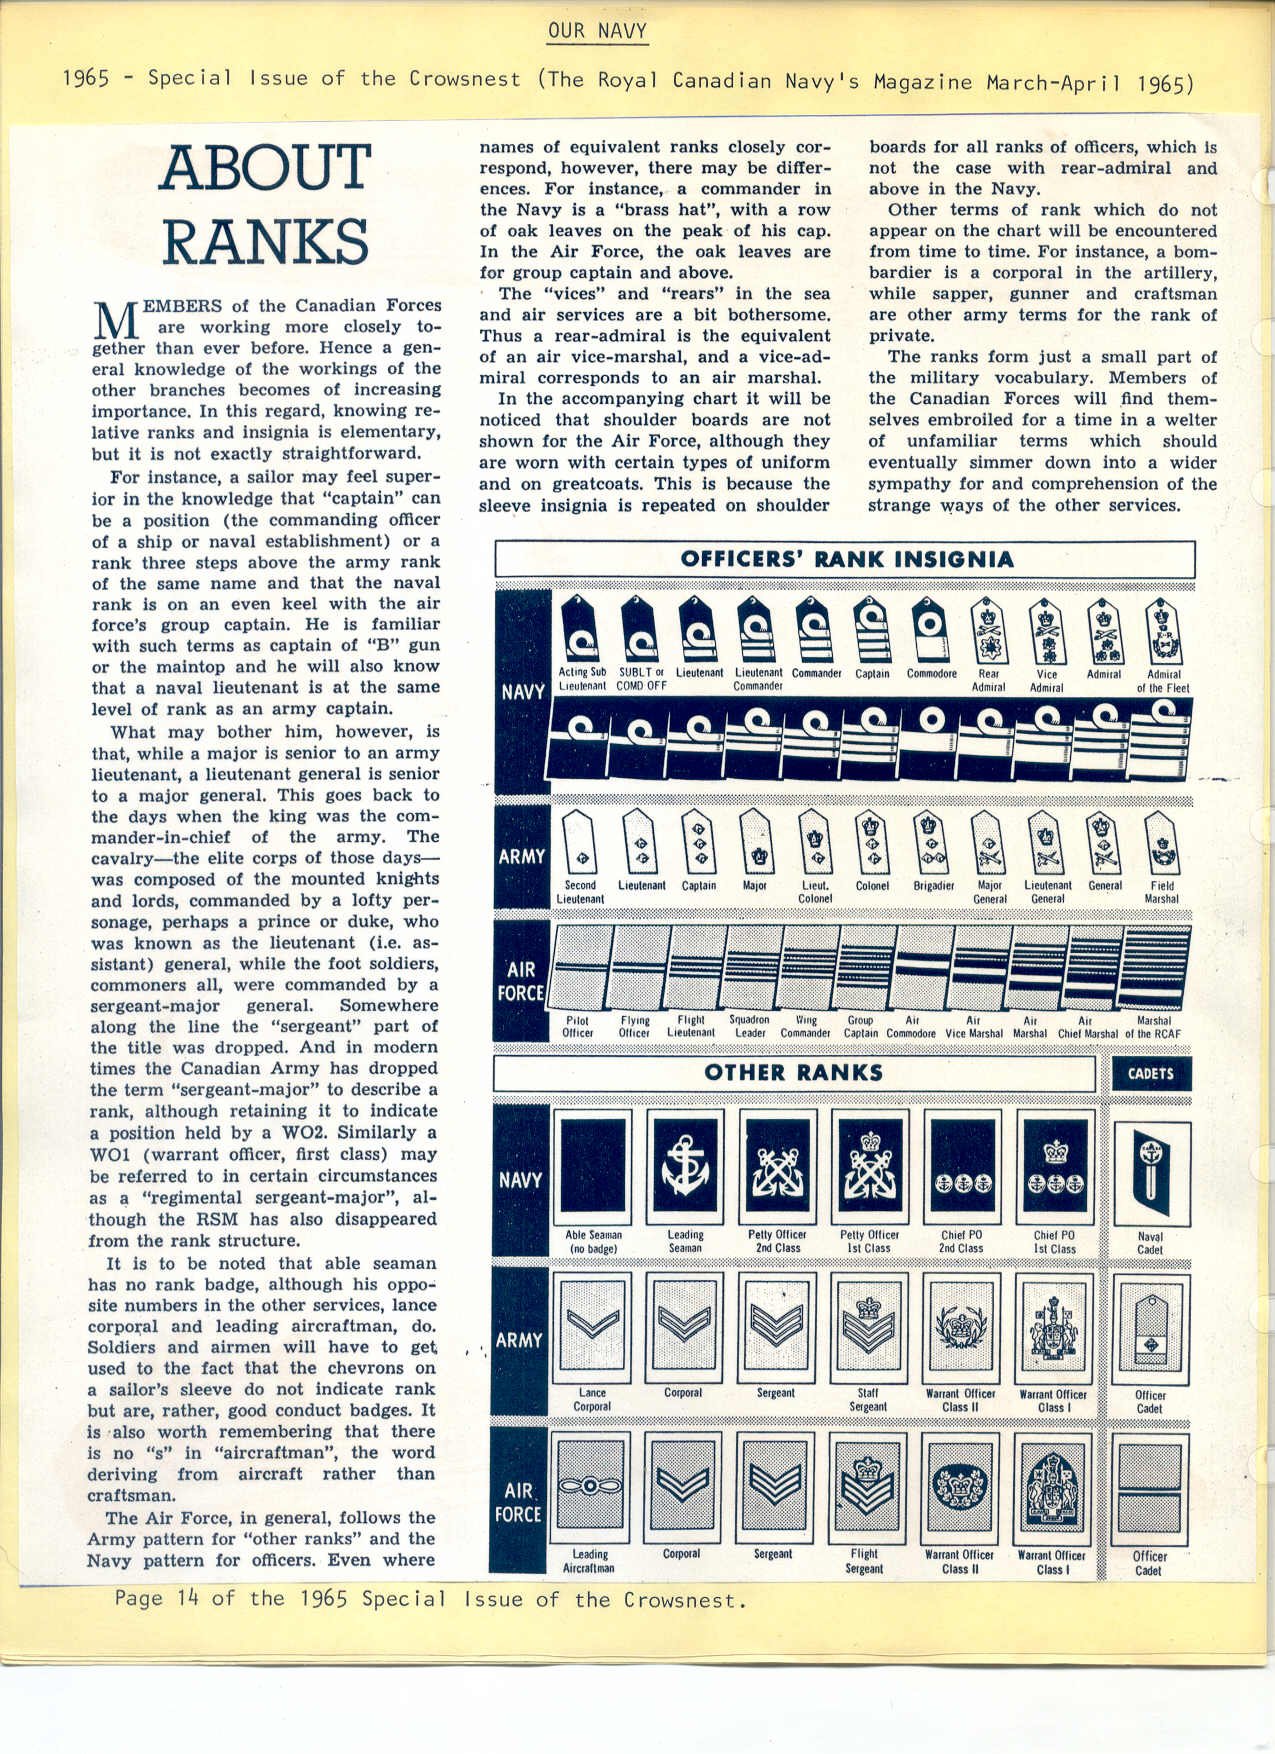 OUR NAVY
1965 - Special Issue of the Crowsnest (The Royal Canadian Navy's Magazine March-April 1965)
ABOUT
RANKS
MEMBERS of the Canadian Forces
are working more closely to-
gether than ever before. Hence a gen-
eral knowledge of the workings of the
other branches becomes of increasing
importance. In this regard, knowing re-
lative ranks and insignia is elementary,
but it is not exactly straightforward.
For instance, a sailor may feel super-
ior in the knowledge that “captain” can
be a position (the commanding officer
of a ship or naval establishment) or a
rank three steps above the army rank
of the same name and that the naval
rank is on an even keel with the air
force's group captain. He is familiar
with such terms as captain of “B” gun
or the maintop and he will also know
that a naval lieutenant is at the same
level of rank as an army captain.
What may bother him, however, is
that, while a major is senior to an army
lieutenant, a lieutenant general is senior
to a major general. This goes back to
the days when the king was the com-
mander-in-chief of the army. The
cavalry—the elite corps of those days—
was composed of the mounted knights
and lords, commanded by a lofty per-
sonage, perhaps a prince or duke, who
was known as the lieutenant (i.e. as-
sistant) general, while the foot soldiers,
commoners all, were commanded by a
sergeant-major general. Somewhere
along the line the “sergeant” part of
the title was dropped. And in modern
times the Canadian Army has dropped
the term “sergeant-major” to describe a
rank, although retaining it to indicate
a position held by a WO2. Similarly a
WO1 (warrant officer, first class) may
be referred to in certain circumstances
as a “regimental sergeant-major”, al-
though the RSM has also disappeared
from the rank structure.
It is to be noted that able seaman
has no rank badge, although his oppo-
site numbers in the other services, lance
corporal and leading aircraftman, do.
Soldiers and airmen will have to get
used to the fact that the chevrons on
a sailor's sleeve do not indicate rank
but are, rather, good conduct badges. It
is also worth remembering that there
is no “s” in “aircraftman”, the word
deriving from aircraft rather than
craftsman.
The Air Force, in general, follows the
Army pattern for “other ranks” and the
Navy pattern for officers. Even where
names of equivalent ranks closely cor-
respond, however, there may be differ-
ences. For instance, a commander in
the Navy is a “brass hat”, with a row
of oak leaves on the peak of his cap.
In the Air Force, the oak leaves are
for group captain and above.
The “vices” and “rears” in the sea
and air services are a bit bothersome.
Thus a rear-admiral is the equivalent
of an air vice-marshal, and a vice-ad-
miral corresponds to an air marshal.
In the accompanying chart it will be
noticed that shoulder boards are not
shown for the Air Force, although they
are worn with certain types of uniform
and on greatcoats. This is because the
sleeve insignia is repeated on shoulder
boards for all ranks of officers, which is
not the case with rear-admiral and
above in the Navy.
Other terms of rank which do not
appear on the chart will be encountered
from time to time. For instance, a bom-
bardier is a corporal in the artillery,
while sapper, gunner and craftsman
are other army terms for the rank of
private.
The ranks form just a small part of
the military vocabulary. Members of
the Canadian Forces will find them-
selves embroiled for a time in a welter
of unfamiliar terms which should
eventually simmer down into a wider
sympathy for and comprehension of the
strange ways of the other services.
OFFICERS' RANK INSIGNIA
NAVY
Acting Sub Lieutenant
SUBLT or COMD OFF
Lieutenant
Lieutenant Commander
Commander
Captain
Commodore
Rear Admiral
Vice Admiral
Admiral
Admiral of the Fleet
ARMY
Second Lieutenant
Lieutenant
Captain
Major
Lieut. Colonel
Colonel
Brigadier
Major General
Lieutenant General
General
Field Marshal
AIR FORCE
Pilot Officer
Flying Officer
Flight Lieutenant
Squadron Leader
Wing Commander
Group Captain
Air Commodore
Air Vice Marshal
Air Marshal
Air Chief Marshal
Marshal of the RCAF
OTHER RANKS
CADETS
NAVY
Able Seaman (no badge)
Leading Seaman
Petty Officer 2nd Class
Petty Officer 1st Class
Chief PO 2nd Class
Chief PO 1st Class
Naval Cadet
ARMY
Lance Corporal
Corporal
Sergeant
Staff Sergeant
Warrant Officer Class II
Warrant Officer Class I
Officer Cadet
AIR FORCE
Leading Aircraftman
Corporal
Sergeant
Flight Sergeant
Warrant Officer Class II
Warrant Officer Class I
Officer Cadet
Page 14 of the 1965 Special Issue of the Crowsnest.